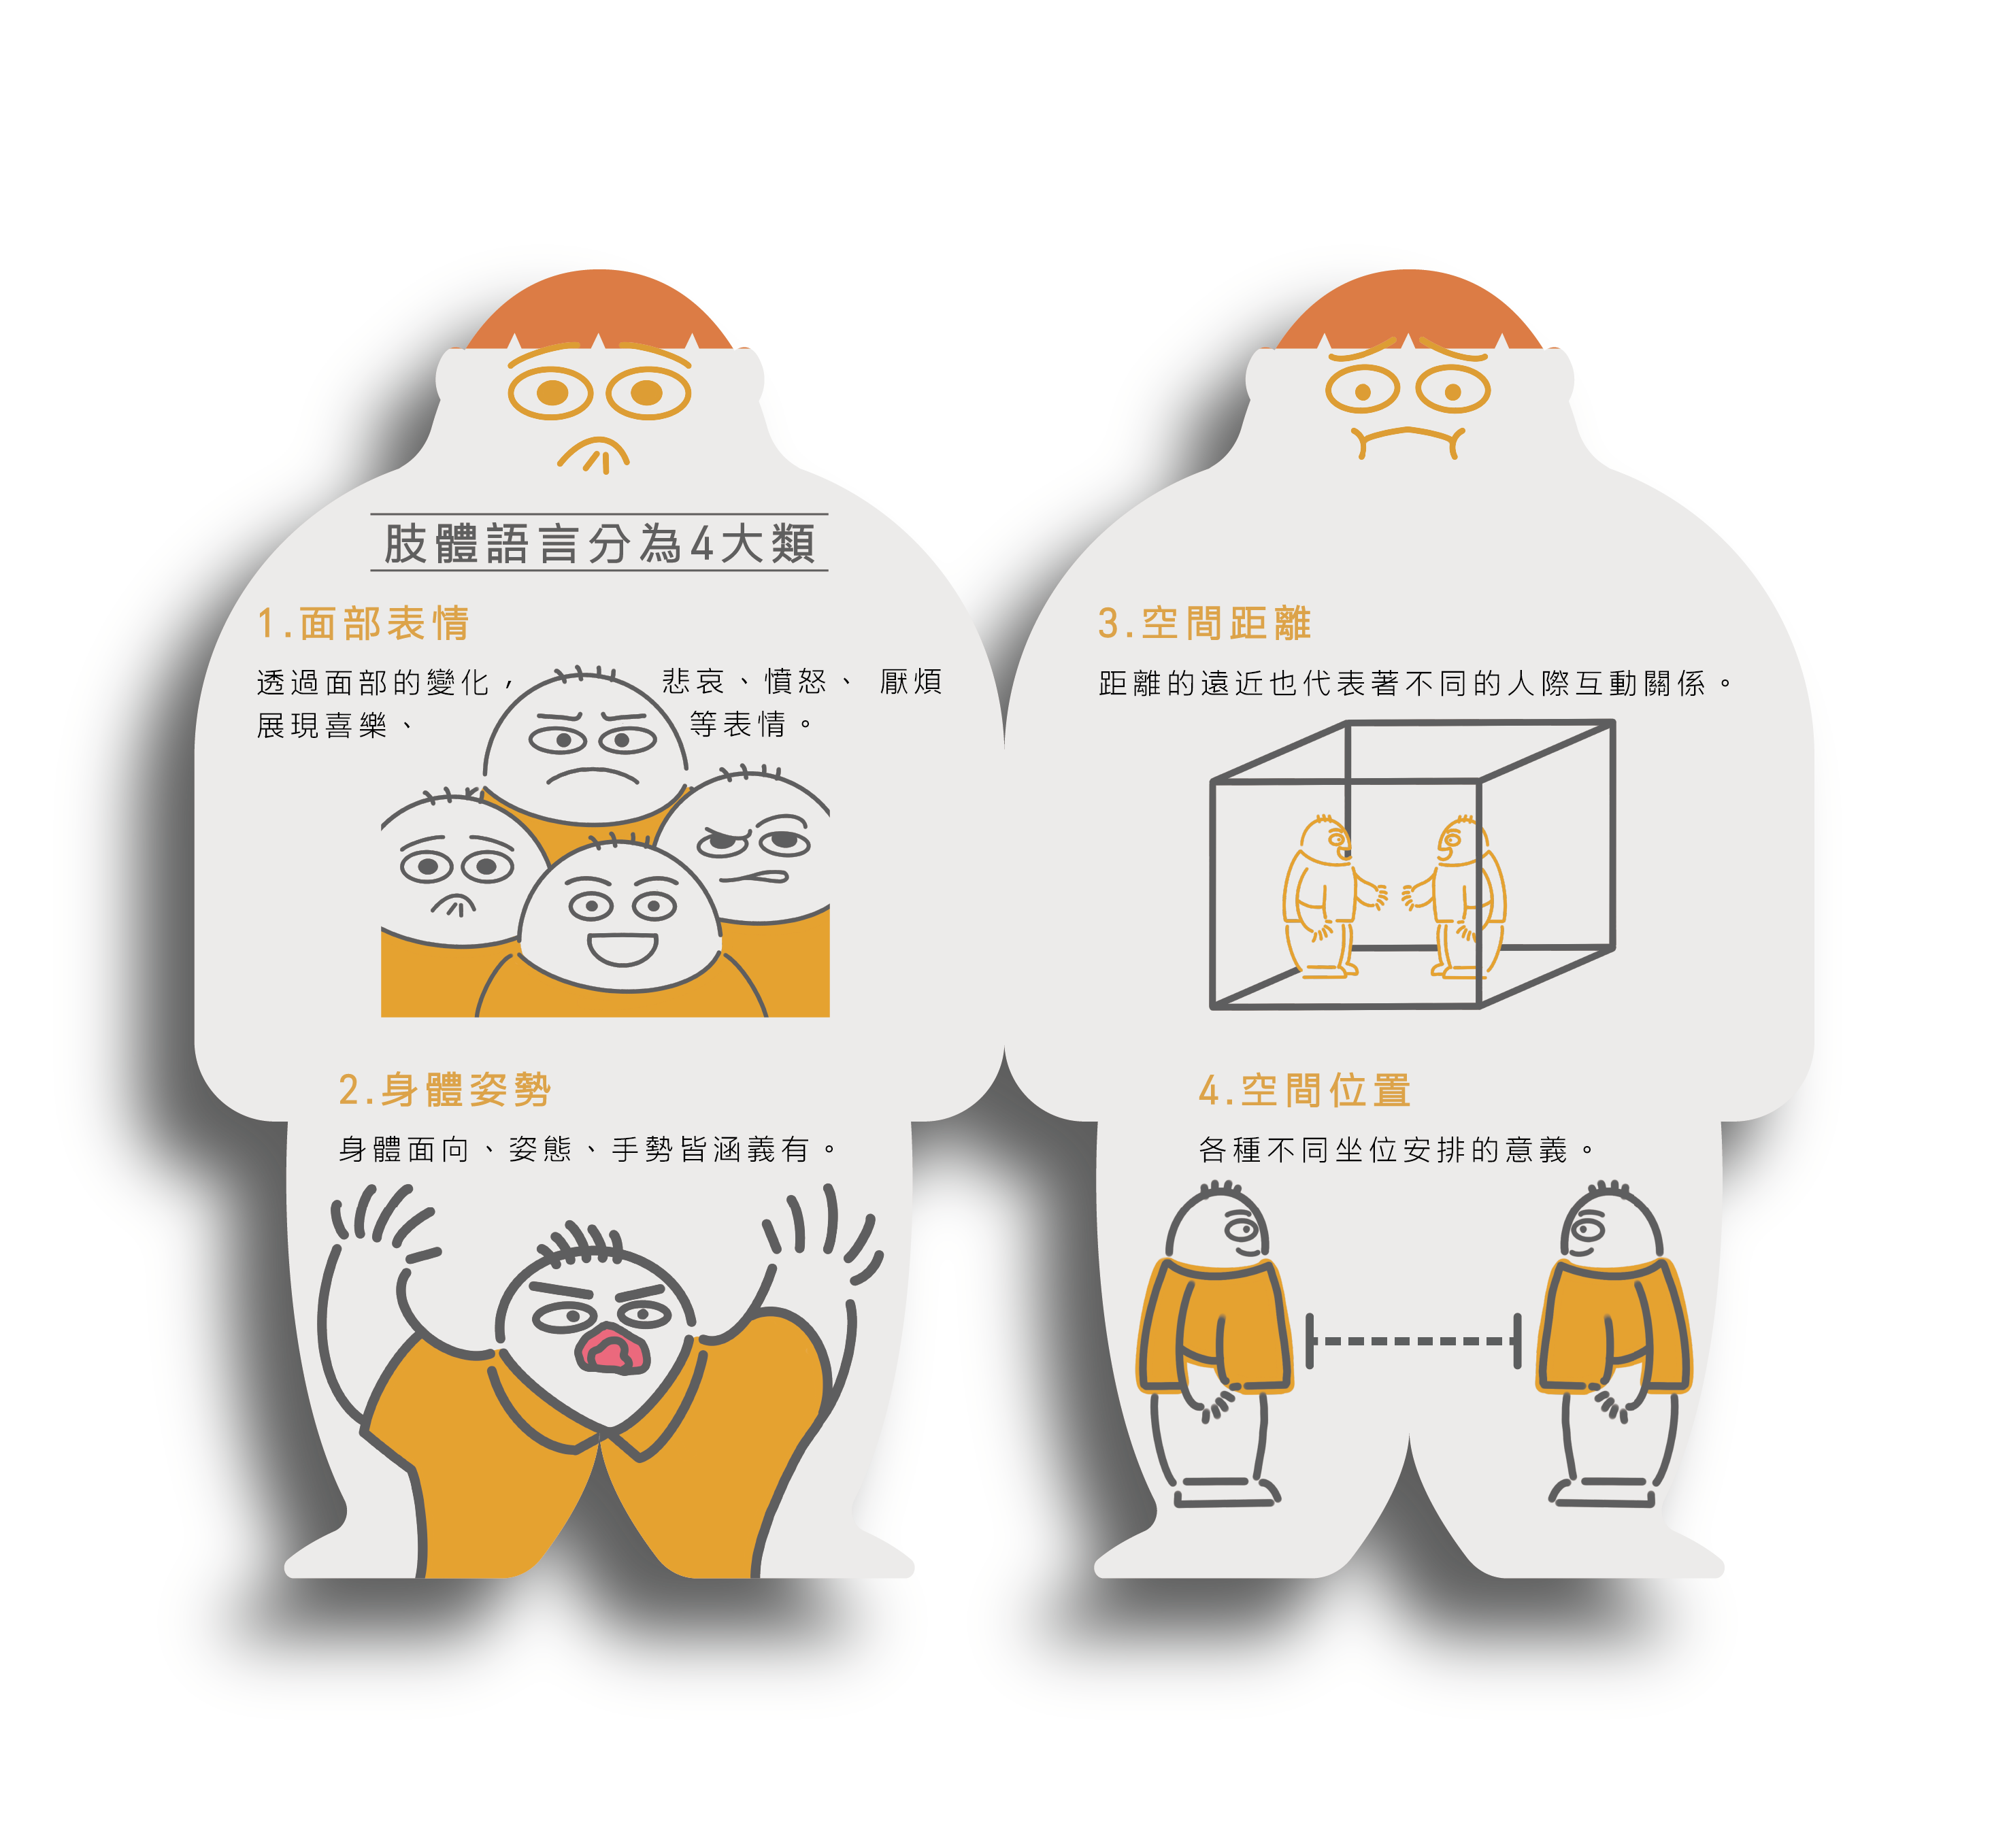 肢體語言分為4大類
1.面部表情
透過面部的變化，
展現喜樂、
悲哀、憤怒、厭煩
等表情。
2.身體姿勢
身體面向、姿態、手勢皆涵義有。
3.空間距離
距離的遠近也代表著不同的人際互動關係。
4.空間位置
各種不同坐位安排的意義。